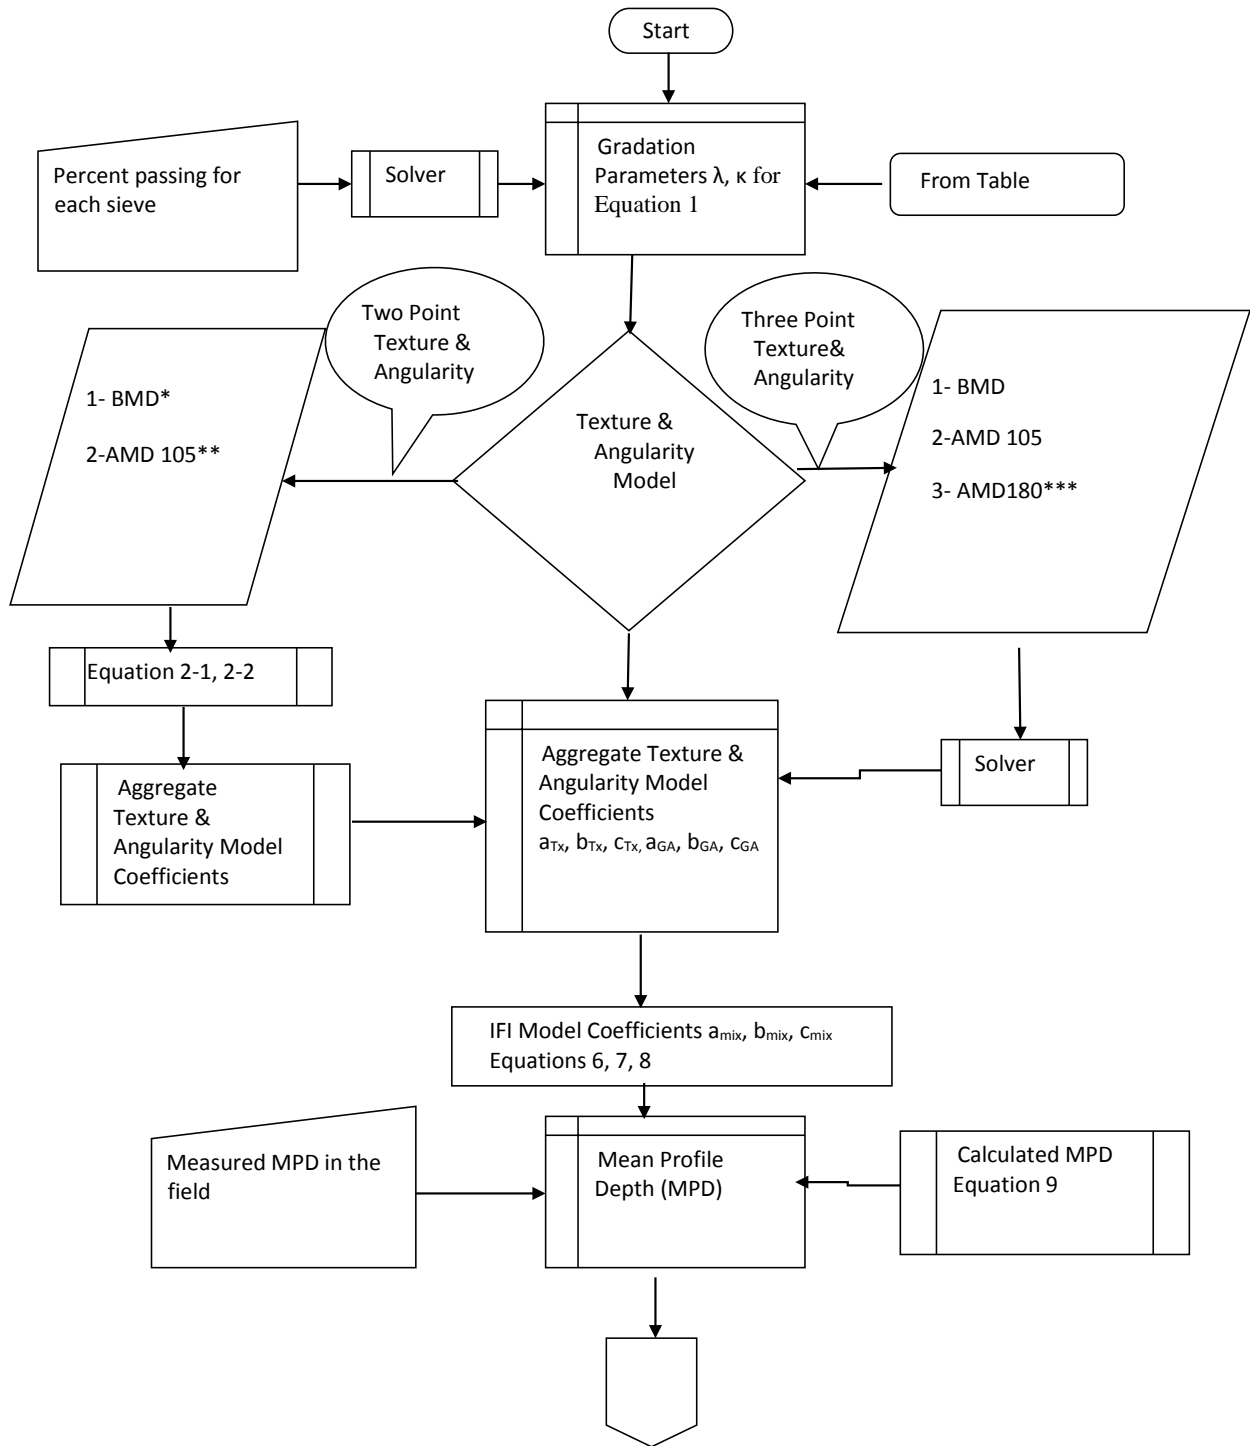 Start
Gradation
Parameters λ, κ for
Equation 1
Percent passing for
each sieve
Solver
From Table
Two Point
Texture &
Angularity
Three Point
Texture&
Angularity
1- BMD*
2-AMD 105**
Texture &
Angularity
Model
1- BMD
2-AMD 105
3- AMD180***
Equation 2-1, 2-2
Aggregate
Texture &
Angularity Model
Coefficients
Aggregate Texture &
Angularity Model
Coefficients
aTx, bTx, cTx, aGA, bGA, cGA
Solver
IFI Model Coefficients amix, bmix, cmix
Equations 6, 7, 8
Measured MPD in the
field
Mean Profile
Depth (MPD)
Calculated MPD
Equation 9